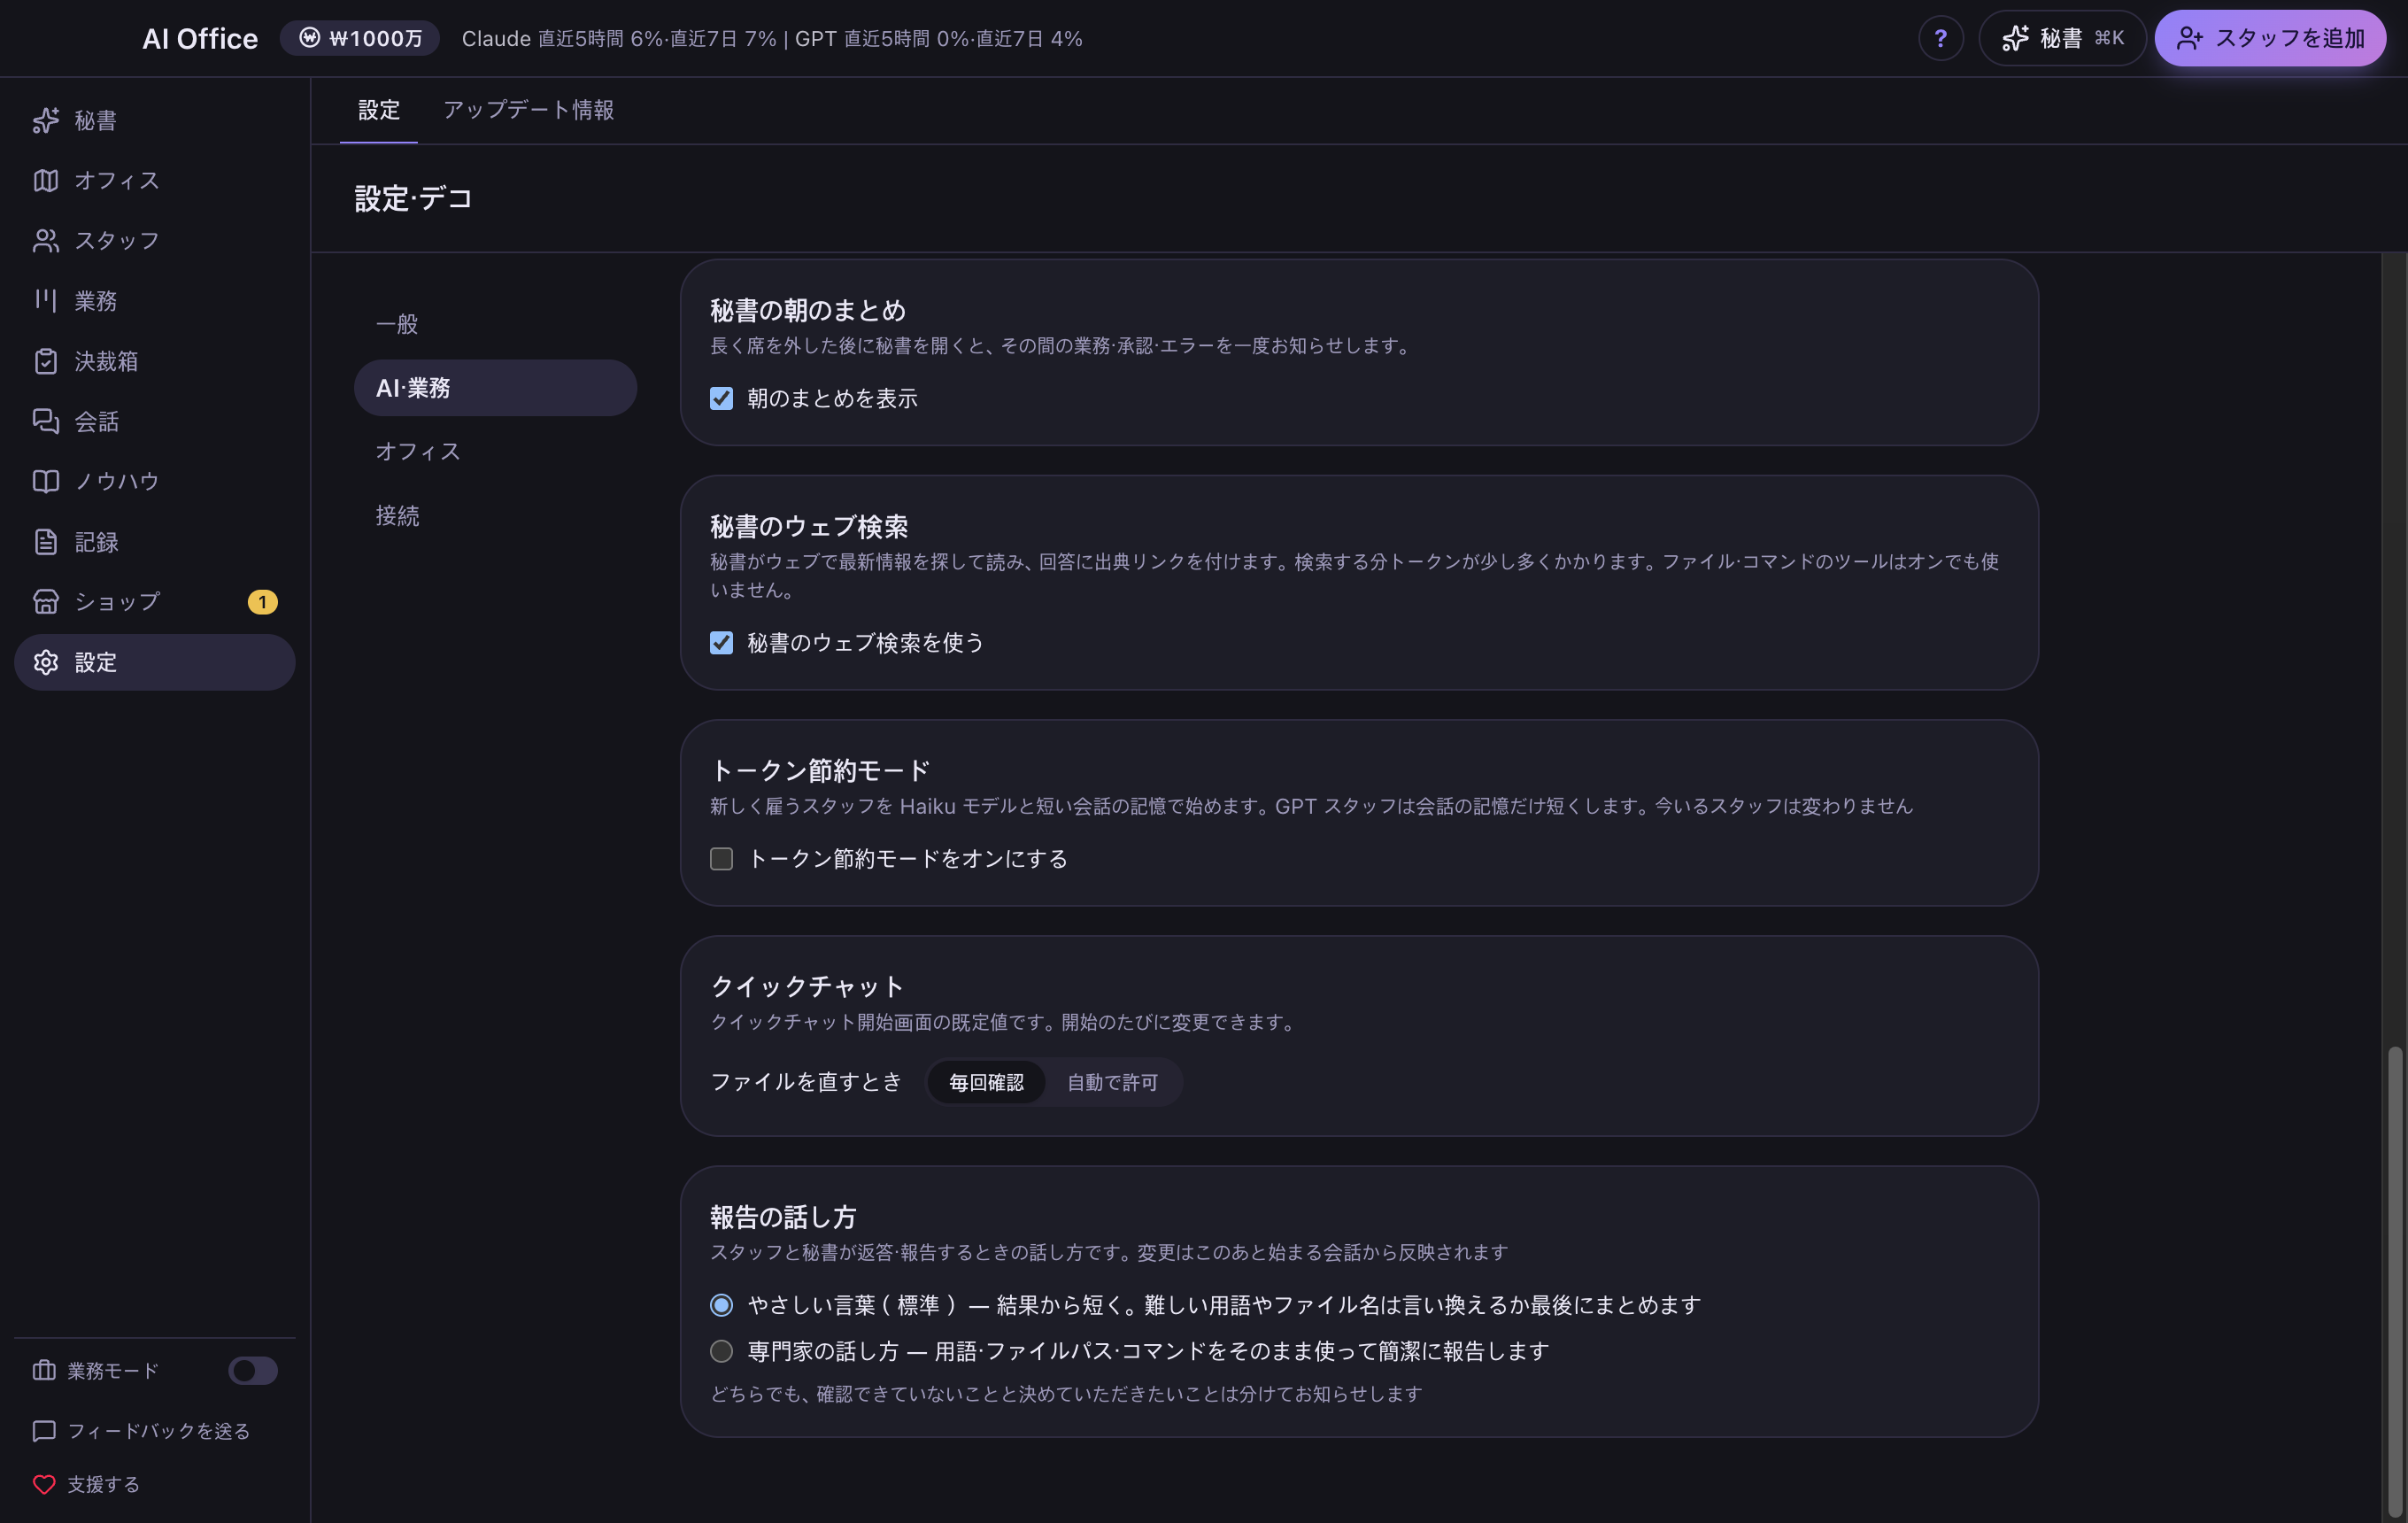 AI Office
₩1000万
Claude 直近5時間 6%·直近7日 7% | GPT 直近5時間 0%·直近7日 4%
?
秘書 ⌘K
スタッフを追加
秘書
オフィス
スタッフ
業務
決裁箱
会話
ノウハウ
記録
ショップ 1
設定
業務モード
フィードバックを送る
支援する
設定 アップデート情報
設定·デコ
一般
AI·業務
オフィス
接続
秘書の朝のまとめ
長く席を外した後に秘書を開くと、その間の業務·承認·エラーを一度お知らせします。
朝のまとめを表示
秘書のウェブ検索
秘書がウェブで最新情報を探して読み、回答に出典リンクを付けます。検索する分トークンが少し多くかかります。ファイル·コマンドのツールはオンでも使
いません。
秘書のウェブ検索を使う
トークン節約モード
新しく雇うスタッフを Haiku モデルと短い会話の記憶で始めます。GPT スタッフは会話の記憶だけ短くします。今いるスタッフは変わりません
トークン節約モードをオンにする
クイックチャット
クイックチャット開始画面の既定値です。開始のたびに変更できます。
ファイルを直すとき 毎回確認 自動で許可
報告の話し方
スタッフと秘書が返答·報告するときの話し方です。変更はこのあと始まる会話から反映されます
やさしい言葉(標準) — 結果から短く。難しい用語やファイル名は言い換えるか最後にまとめます
専門家の話し方 — 用語·ファイルパス·コマンドをそのまま使って簡潔に報告します
どちらでも、確認できていないことと決めていただきたいことは分けてお知らせします